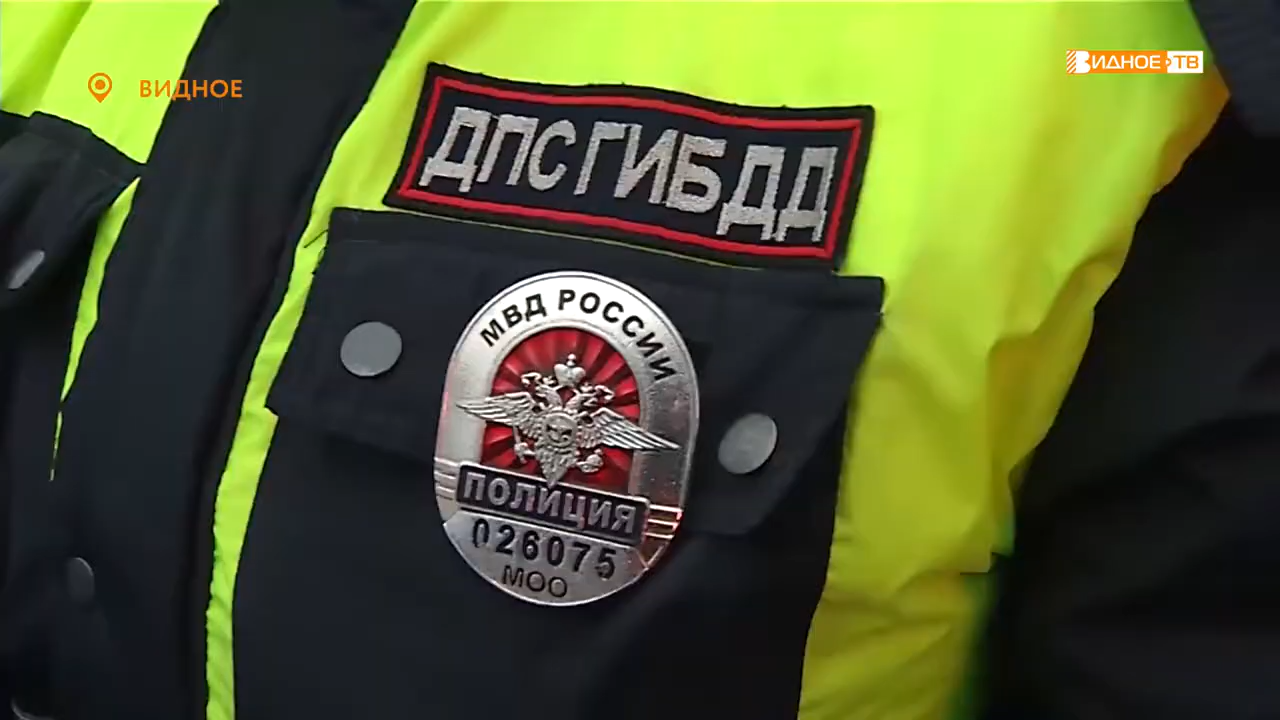 ВИДНОЕ
ВИДНОЕ ТВ
ДПС ГИБДД
МВД РОССИИ
ПОЛИЦИЯ
026075
МОО